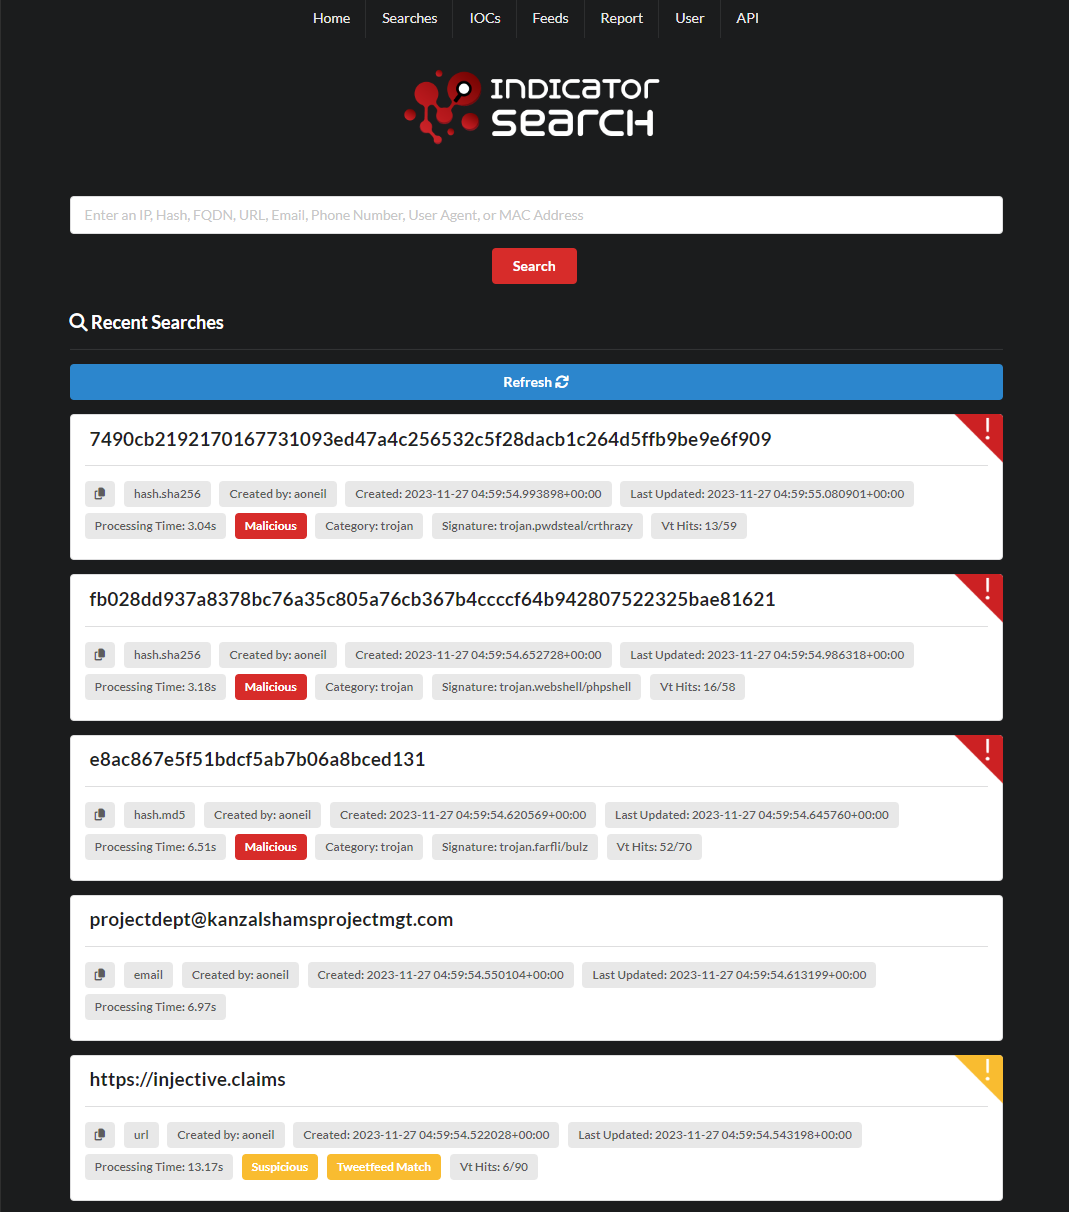 Home Searches IOCs Feeds Report User API
INDICATOR
SEARCH
Enter an IP, Hash, FQDN, URL, Email, Phone Number, User Agent, or MAC Address
Search
Recent Searches
Refresh
7490cb2192170167731093ed47a4c256532c5f28dacb1c264d5ffb9be9e6f909
hash.sha256 Created by: aoneil Created: 2023-11-27 04:59:54.993898+00:00 Last Updated: 2023-11-27 04:59:55.080901+00:00
Processing Time: 3.04s Malicious Category: trojan Signature: trojan.pwdsteal/crthrazy Vt Hits: 13/59
fb028dd937a8378bc76a35c805a76cb367b4ccccf64b942807522325bae81621
hash.sha256 Created by: aoneil Created: 2023-11-27 04:59:54.652728+00:00 Last Updated: 2023-11-27 04:59:54.986318+00:00
Processing Time: 3.18s Malicious Category: trojan Signature: trojan.webshell/phpshell Vt Hits: 16/58
e8ac867e5f51bdcf5ab7b06a8bced131
hash.md5 Created by: aoneil Created: 2023-11-27 04:59:54.620569+00:00 Last Updated: 2023-11-27 04:59:54.645760+00:00
Processing Time: 6.51s Malicious Category: trojan Signature: trojan.farfli/bulz Vt Hits: 52/70
projectdept@kanzalshamsprojectmgt.com
email Created by: aoneil Created: 2023-11-27 04:59:54.550104+00:00 Last Updated: 2023-11-27 04:59:54.613199+00:00
Processing Time: 6.97s
https://injective.claims
url Created by: aoneil Created: 2023-11-27 04:59:54.522028+00:00 Last Updated: 2023-11-27 04:59:54.543198+00:00
Processing Time: 13.17s Suspicious Tweetfeed Match Vt Hits: 6/90